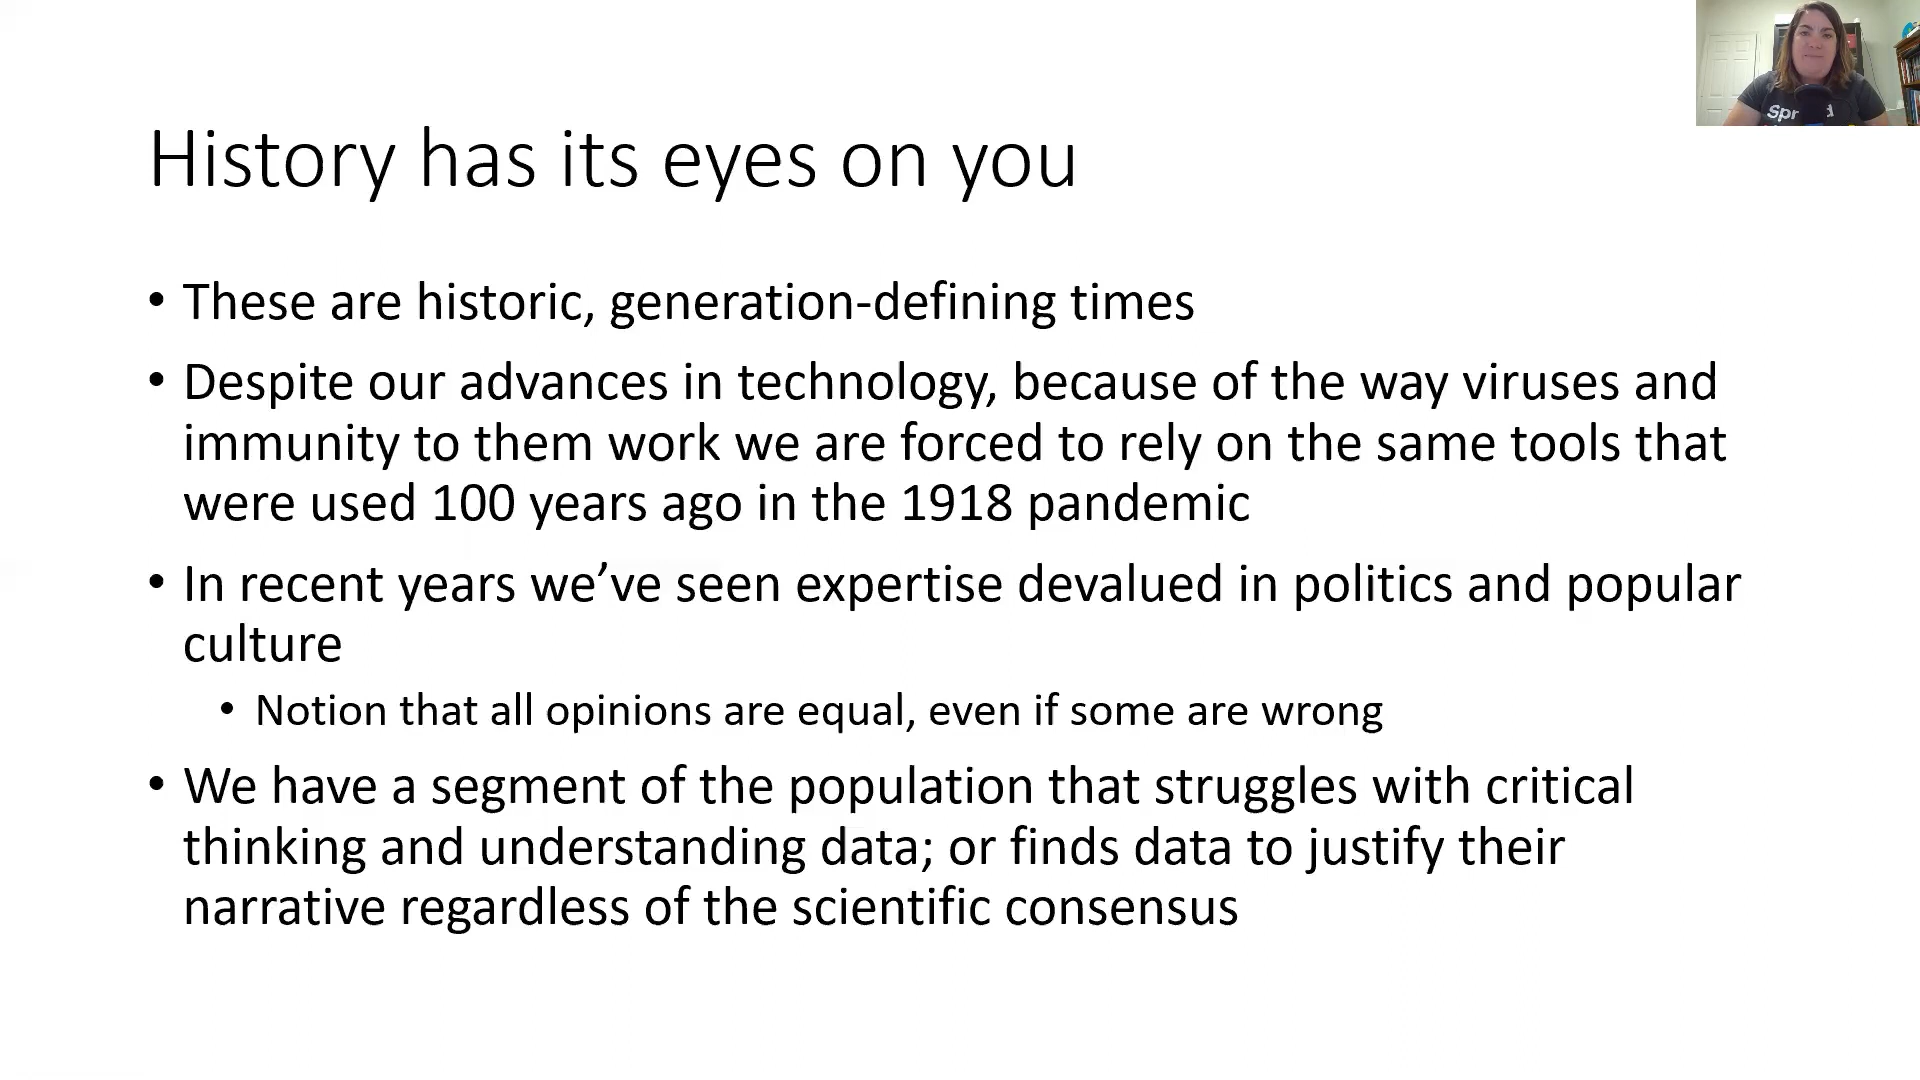 History has its eyes on you
• These are historic, generation-defining times
• Despite our advances in technology, because of the way viruses and
immunity to them work we are forced to rely on the same tools that
were used 100 years ago in the 1918 pandemic
• In recent years we’ve seen expertise devalued in politics and popular
culture
• Notion that all opinions are equal, even if some are wrong
• We have a segment of the population that struggles with critical
thinking and understanding data; or finds data to justify their
narrative regardless of the scientific consensus